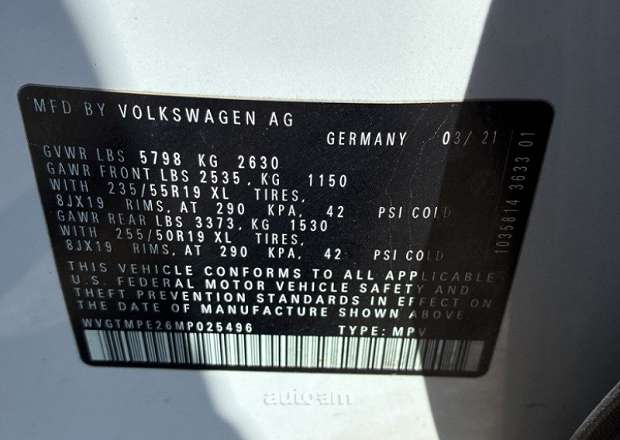 MFD BY VOLKSWAGEN AG
GERMANY 03/21
GVWR LBS 5798 KG 2630
GAWR FRONT LBS 2535, KG 1150
WITH 235/55R19 XL TIRES,
8JX19 RIMS, AT 290 KPA, 42 PSI COLD
GAWR REAR LBS 3373, KG 1530
WITH 255/50R19 XL TIRES,
8JX19 RIMS, AT 290 KPA, 42 PSI COLD
THIS VEHICLE CONFORMS TO ALL APPLICABLE
U.S. FEDERAL MOTOR VEHICLE SAFETY AND
THEFT PREVENTION STANDARDS IN EFFECT ON
THE DATE OF MANUFACTURE SHOWN ABOVE
WVGTMPE26MP025496 TYPE: MPV
1035814 3833 01
autoam